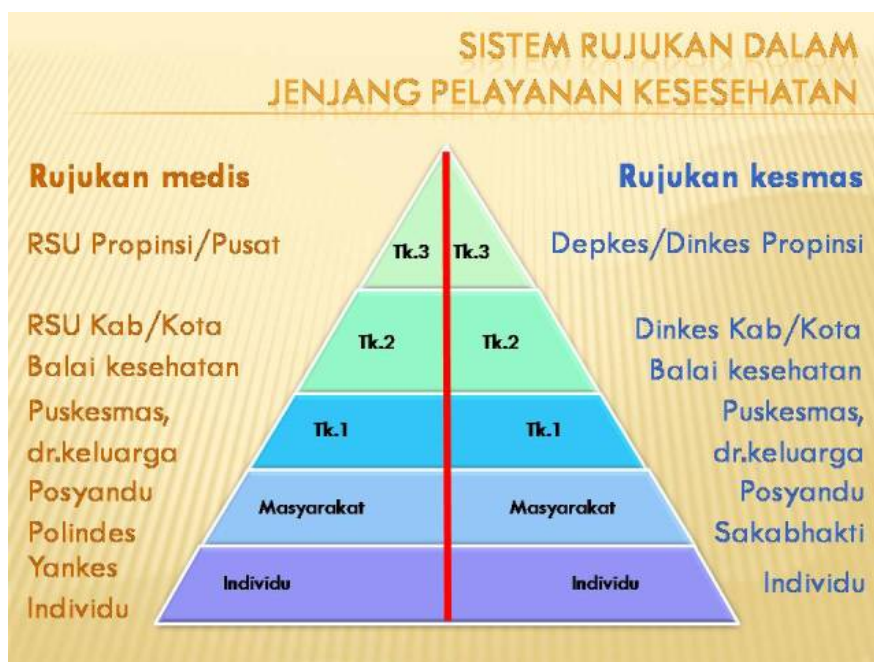 SISTEM RUJUKAN DALAM
JENJANG PELAYANAN KESESEHATAN
Rujukan medis
RSU Propinsi/Pusat
RSU Kab/Kota
Balai kesehatan
Puskesmas,
dr.keluarga
Posyandu
Polindes
Yankes
Individu
Tk.3 Tk.3
Tk.2 Tk.2
Tk.1 Tk.1
Masyarakat Masyarakat
Individu Individu
Rujukan kesmas
Depkes/Dinkes Propinsi
Dinkes Kab/Kota
Balai kesehatan
Puskesmas,
dr.keluarga
Posyandu
Sakabhakti
Individu